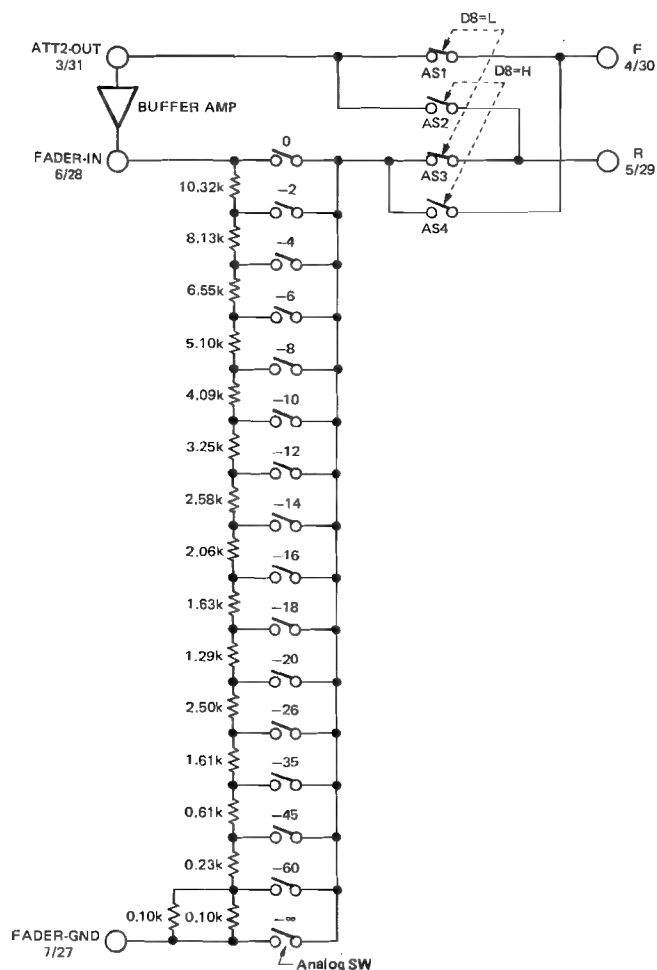 D8=L
ATT2-OUT
3/31
AS1
F
4/30
D8=H
BUFFER AMP
AS2
0
FADER-IN
6/28
AS3
R
5/29
10.32k
-2
AS4
8.13k
-4
6.55k
-6
5.10k
-8
4.09k
-10
3.25k
-12
2.58k
-14
2.06k
-16
1.63k
-18
1.29k
-20
2.50k
-26
1.61k
-35
0.61k
-45
0.23k
-60
0.10k
0.10k
-∞
FADER-GND
7/27
Analog SW